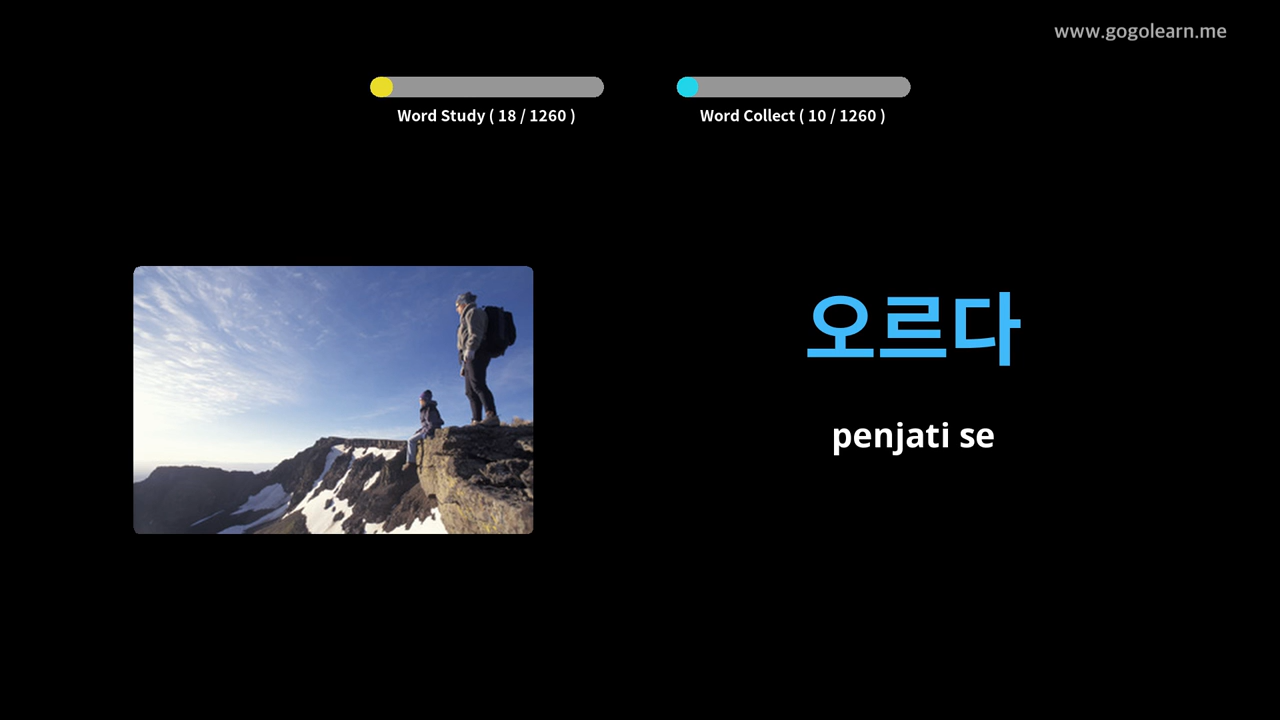 www.gogolearn.me
Word Study ( 18 / 1260 )
Word Collect ( 10 / 1260 )
오르다
penjati se